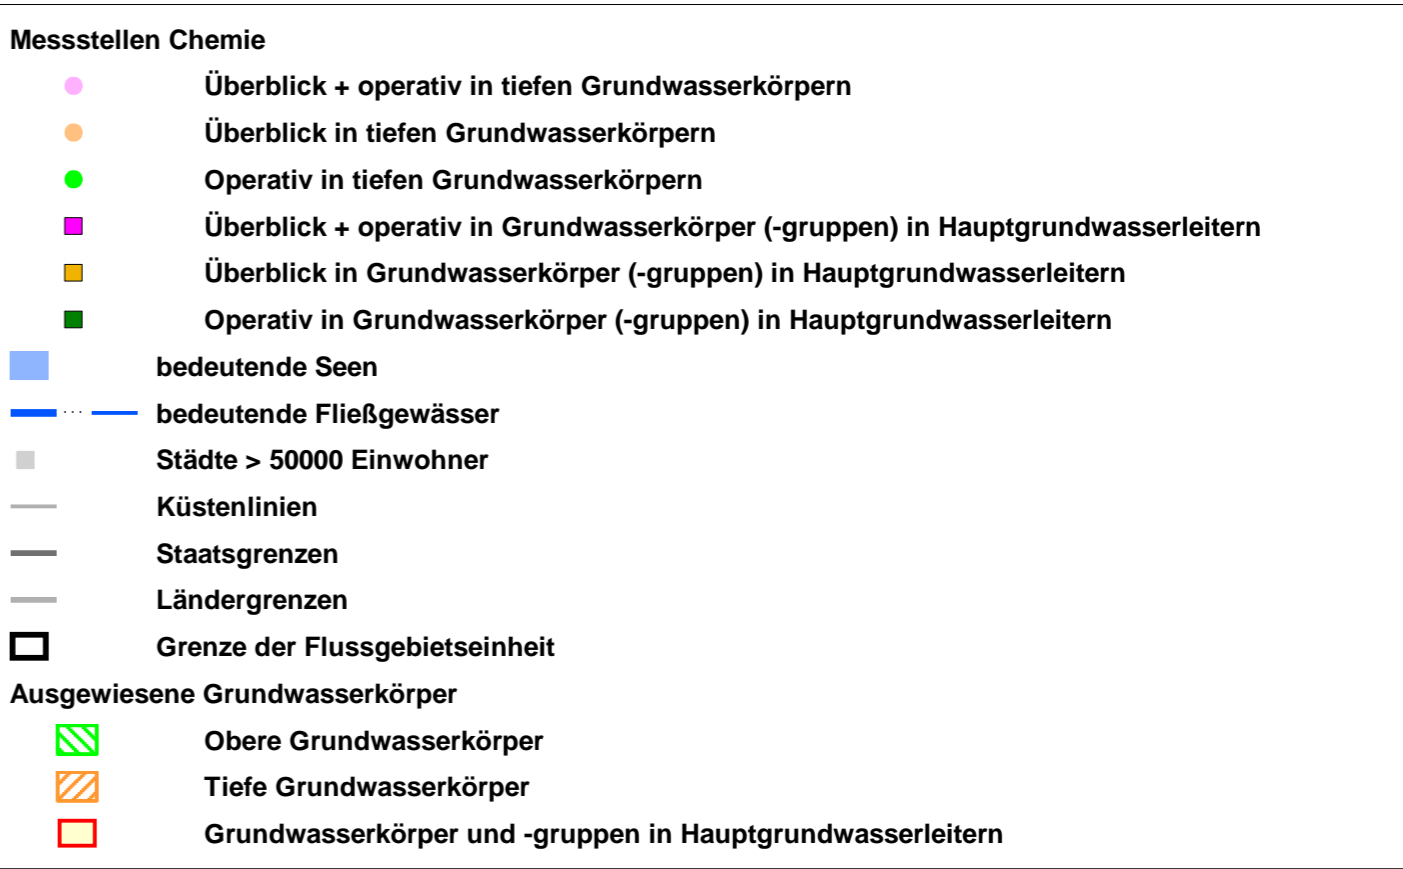 Messstellen Chemie
Überblick + operativ in tiefen Grundwasserkörpern
Überblick in tiefen Grundwasserkörpern
Operativ in tiefen Grundwasserkörpern
Überblick + operativ in Grundwasserkörper (-gruppen) in Hauptgrundwasserleitern
Überblick in Grundwasserkörper (-gruppen) in Hauptgrundwasserleitern
Operativ in Grundwasserkörper (-gruppen) in Hauptgrundwasserleitern
bedeutende Seen
bedeutende Fließgewässer
Städte > 50000 Einwohner
Küstenlinien
Staatsgrenzen
Ländergrenzen
Grenze der Flussgebietseinheit
Ausgewiesene Grundwasserkörper
Obere Grundwasserkörper
Tiefe Grundwasserkörper
Grundwasserkörper und -gruppen in Hauptgrundwasserleitern